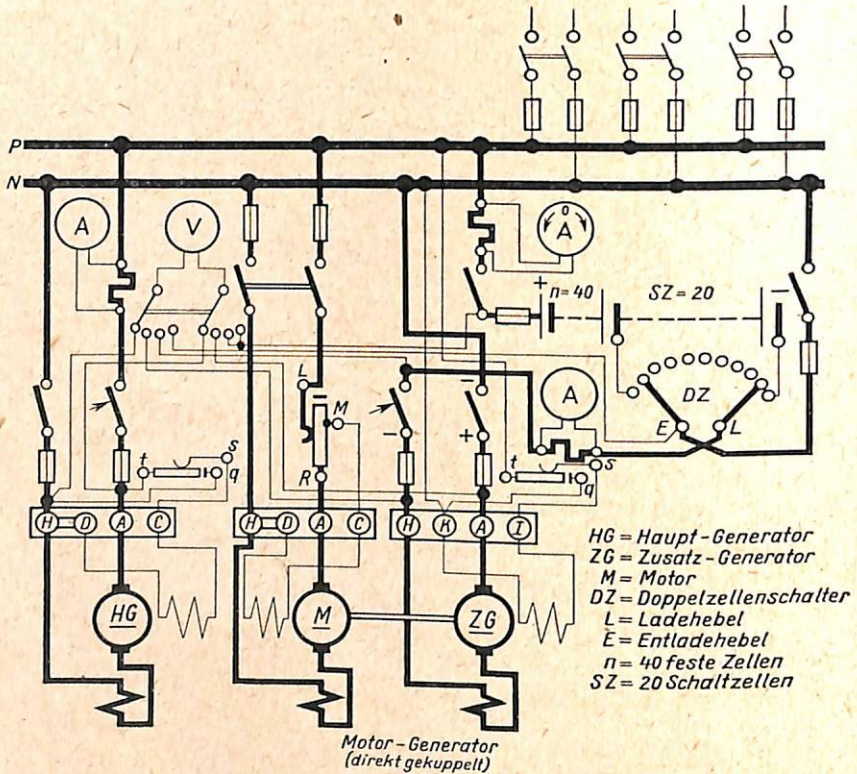 P
N
A
V
0
A
+
n=40
SZ=20
−
DZ
E
L
L
M
R
−
−
+
A
t
s
q
t
s
q
H D A C
H D A C
H K A I
HG
M
ZG
HG = Haupt-Generator
ZG = Zusatz-Generator
M = Motor
DZ = Doppelzellenschalter
L = Ladehebel
E = Entladehebel
n = 40 feste Zellen
SZ = 20 Schaltzellen
Motor-Generator
(direkt gekuppelt)